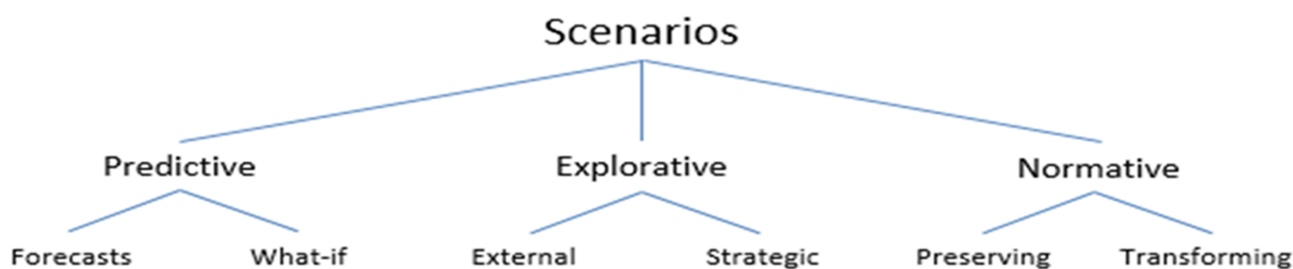 Scenarios
Predictive Explorative Normative
Forecasts What-if External Strategic Preserving Transforming